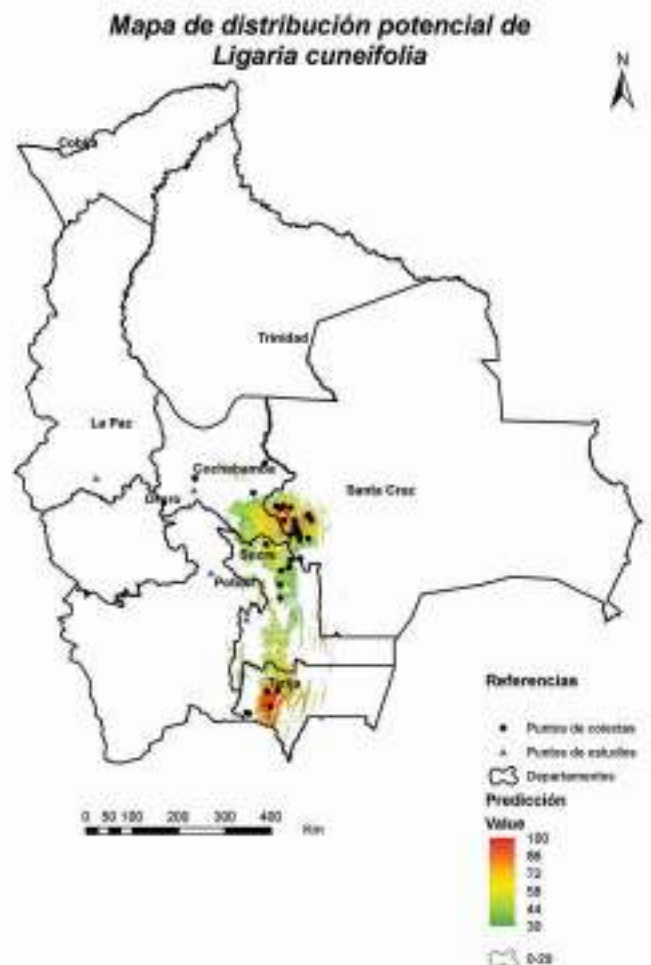 Mapa de distribución potencial de
Ligaria cuneifolia
N
Cobija
Trinidad
La Paz
Cochabamba
Oruro
Santa Cruz
Sucre
Potosí
Tarija
Referencias
Puntos de colectas
Puntos de estudios
Departamentos
Predicción
Value
100
86
72
58
44
30
0-29
0 50 100 200 300 400
Km